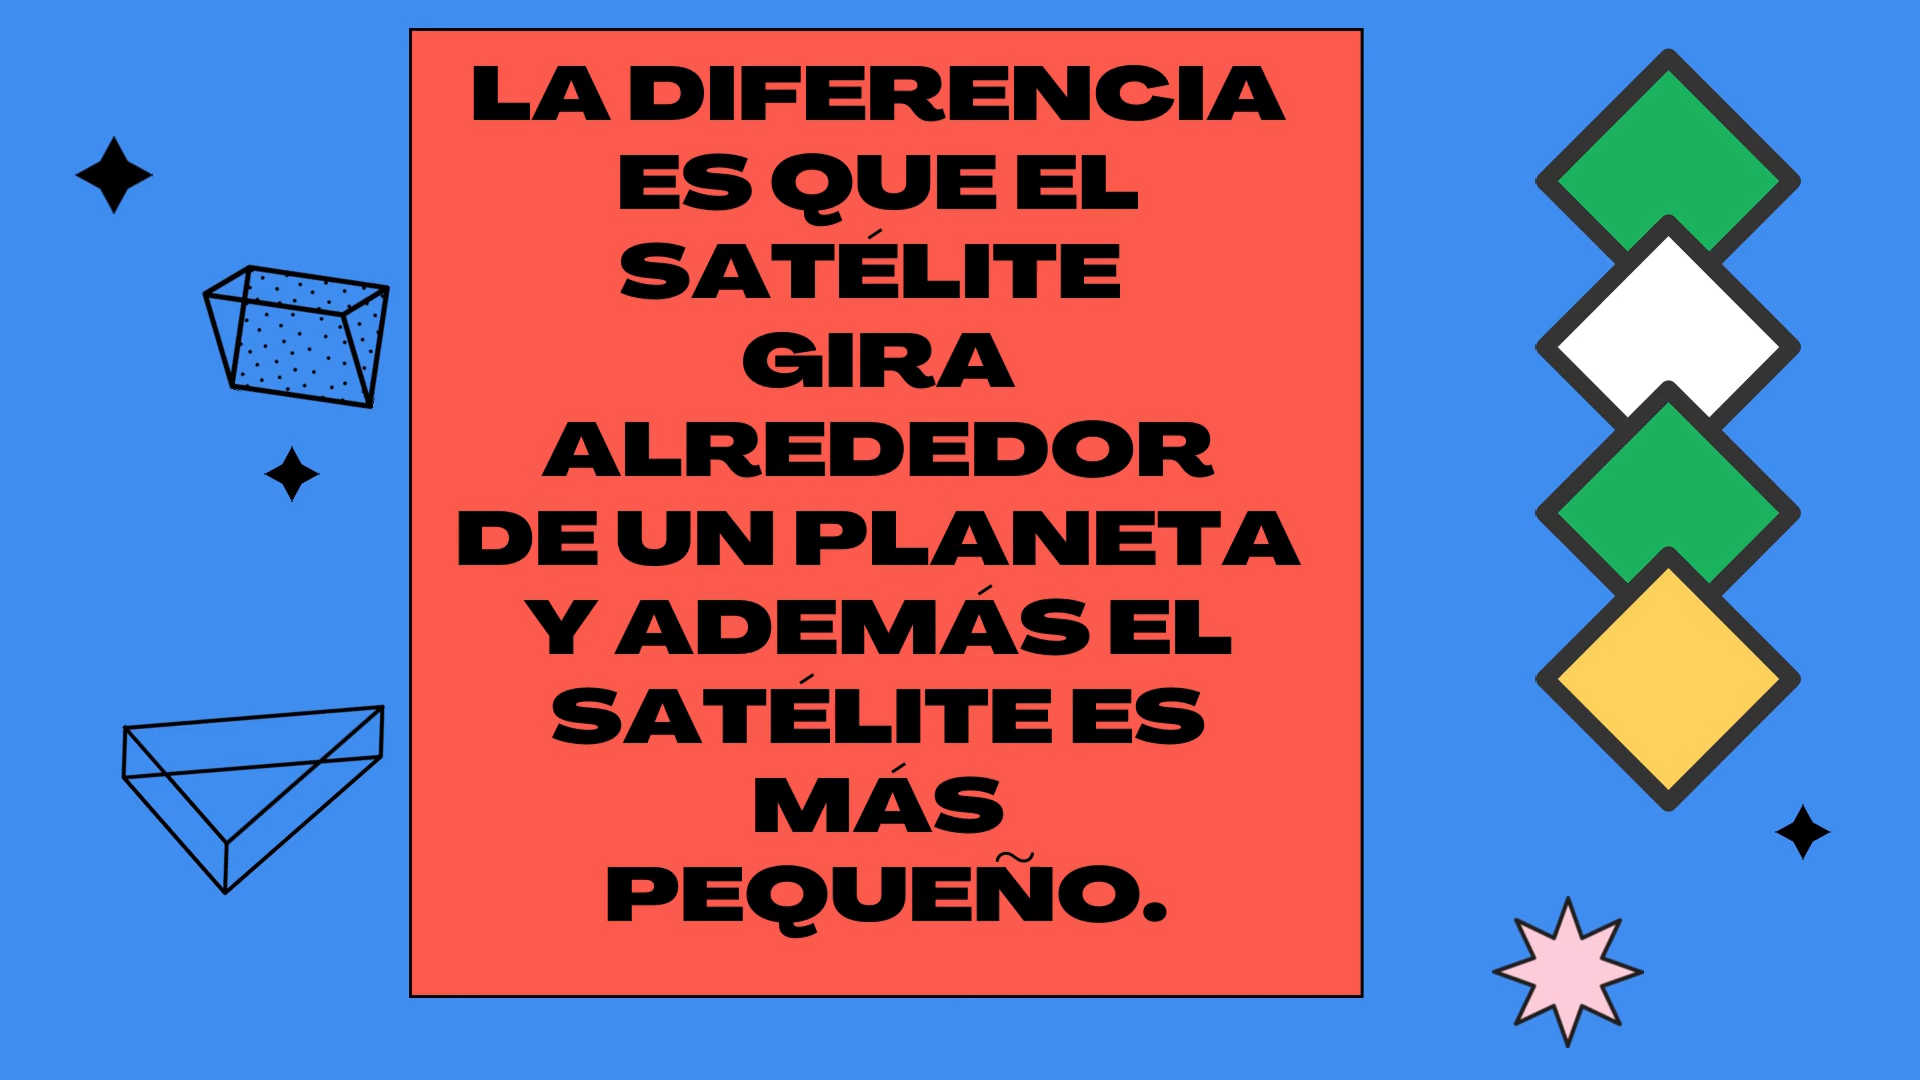 LA DIFERENCIA
ES QUE EL
SATÉLITE
GIRA
ALREDEDOR
DE UN PLANETA
Y ADEMÁS EL
SATÉLITE ES
MÁS
PEQUEÑO.